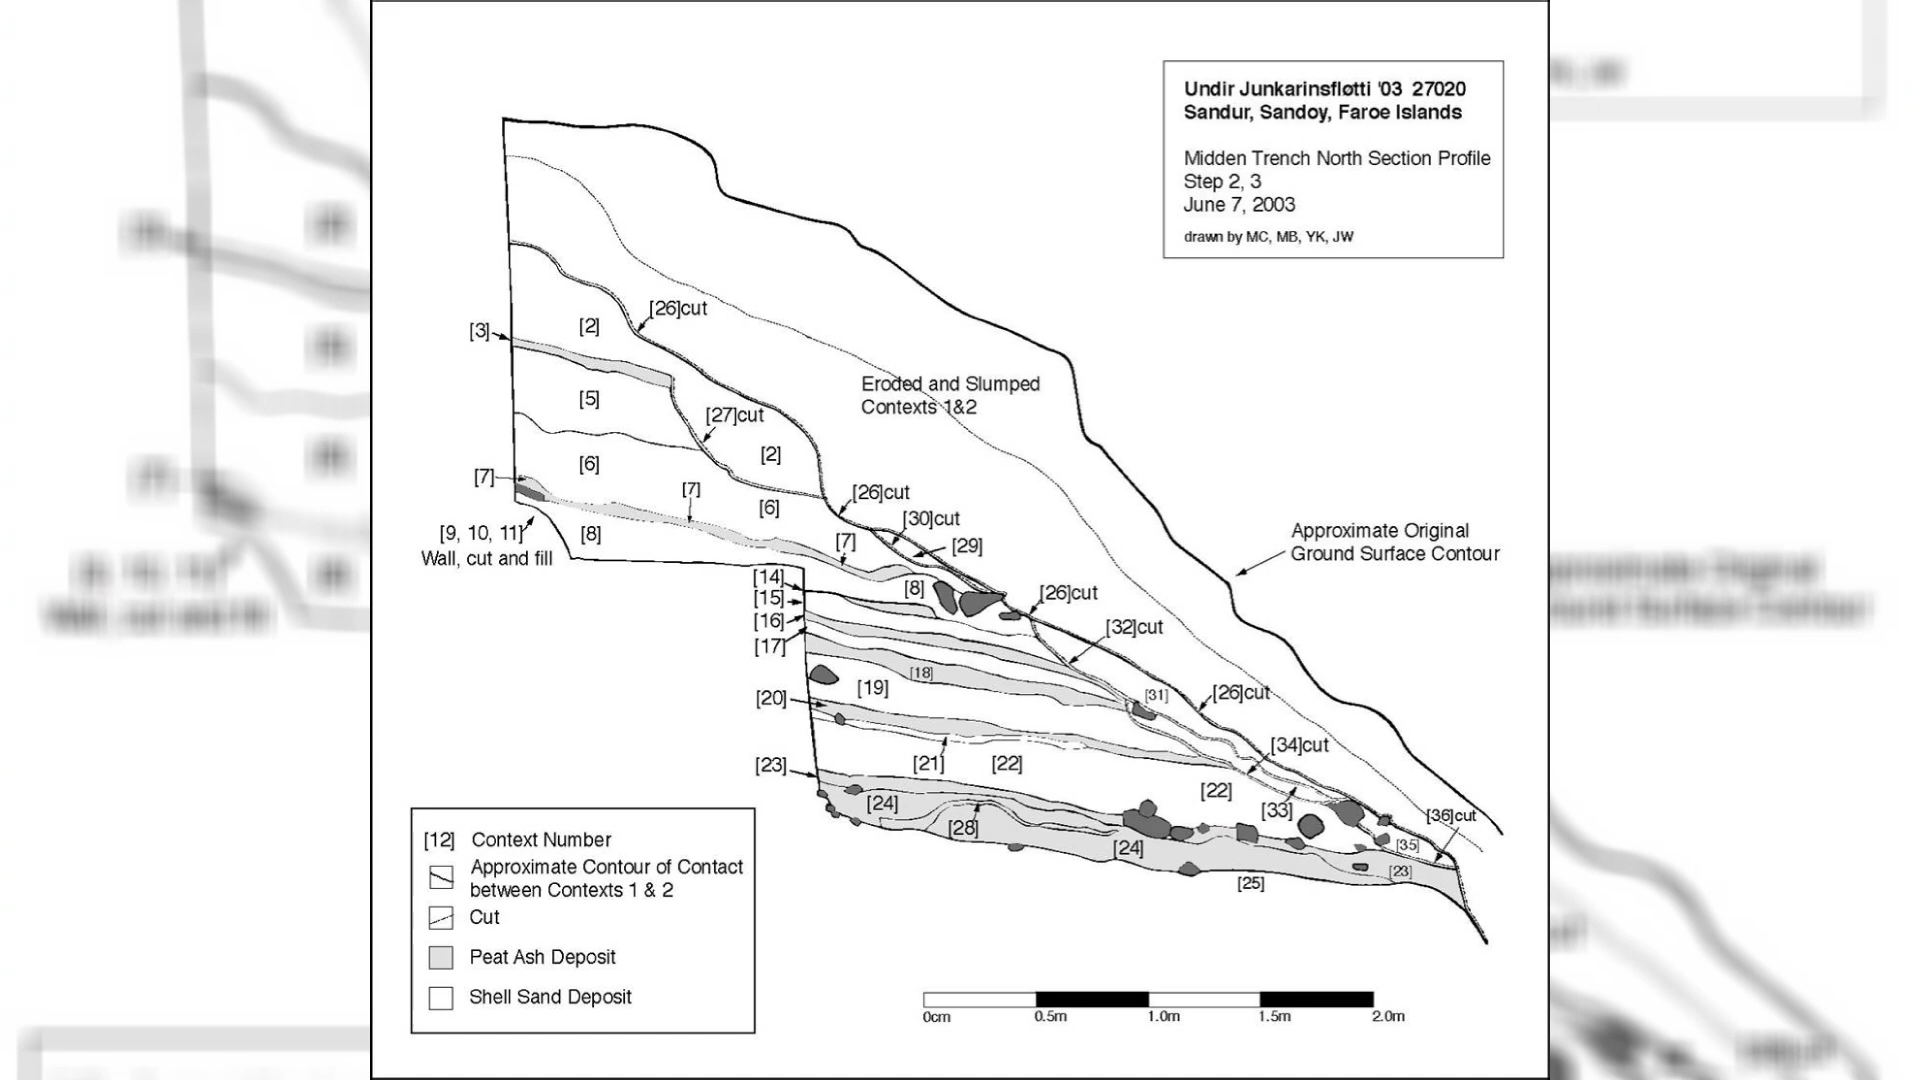 Undir Junkarinsfløtti '03 27020
Sandur, Sandoy, Faroe Islands
Midden Trench North Section Profile
Step 2, 3
June 7, 2003
drawn by MC, MB, YK, JW
[26]cut
[2]
[3]
Eroded and Slumped
Contexts 1&2
[5]
[27]cut
[2]
[6]
[7]
[7]
[26]cut
[6]
[30]cut
[9, 10, 11]
Wall, cut and fill
[8]
[7]
[29]
Approximate Original
Ground Surface Contour
[14]
[8]
[26]cut
[15]
[16]
[32]cut
[17]
[18]
[19]
[31]
[26]cut
[20]
[34]cut
[21]
[22]
[23]
[22]
[24]
[33]
[36]cut
[28]
[24]
[35]
[23]
[25]
[12] Context Number
Approximate Contour of Contact
between Contexts 1 & 2
Cut
Peat Ash Deposit
Shell Sand Deposit
0cm 0.5m 1.0m 1.5m 2.0m